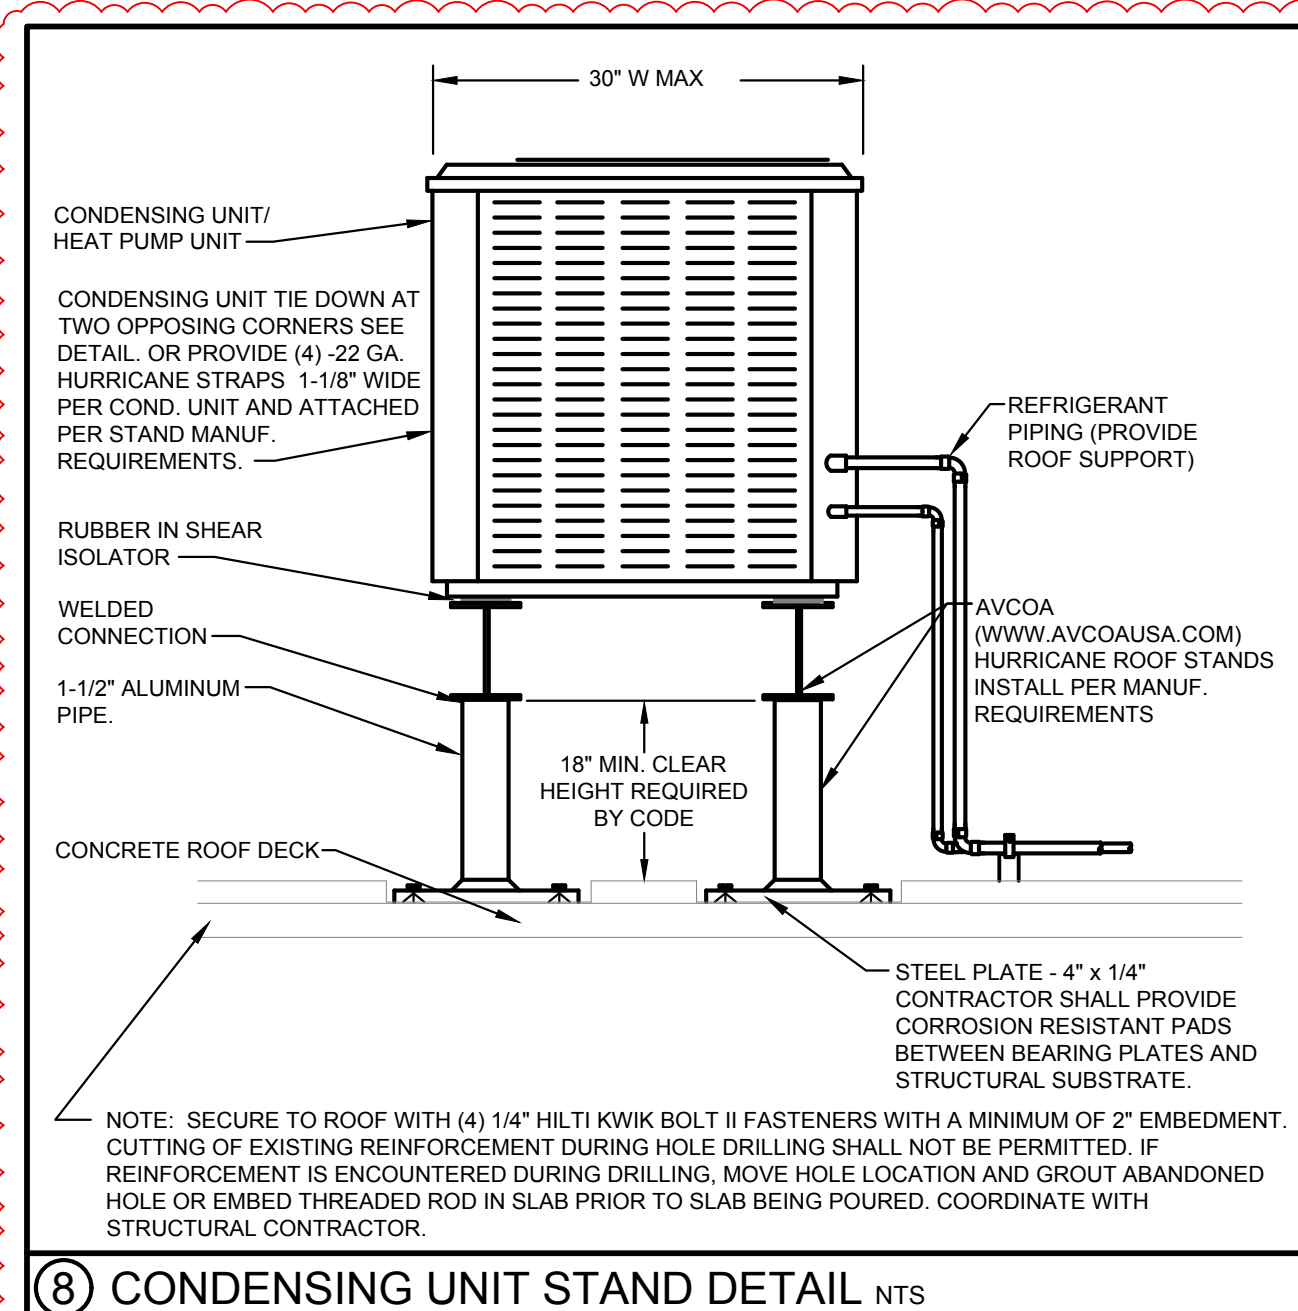 30" W MAX
CONDENSING UNIT/
HEAT PUMP UNIT
CONDENSING UNIT TIE DOWN AT
TWO OPPOSING CORNERS SEE
DETAIL. OR PROVIDE (4) -22 GA.
HURRICANE STRAPS 1-1/8" WIDE
PER COND. UNIT AND ATTACHED
PER STAND MANUF.
REQUIREMENTS.
REFRIGERANT
PIPING (PROVIDE
ROOF SUPPORT)
RUBBER IN SHEAR
ISOLATOR
WELDED
CONNECTION
AVCOA
(WWW.AVCOAUSA.COM)
HURRICANE ROOF STANDS
INSTALL PER MANUF.
REQUIREMENTS
1-1/2" ALUMINUM
PIPE.
18" MIN. CLEAR
HEIGHT REQUIRED
BY CODE
CONCRETE ROOF DECK
STEEL PLATE - 4" x 1/4"
CONTRACTOR SHALL PROVIDE
CORROSION RESISTANT PADS
BETWEEN BEARING PLATES AND
STRUCTURAL SUBSTRATE.
NOTE: SECURE TO ROOF WITH (4) 1/4" HILTI KWIK BOLT II FASTENERS WITH A MINIMUM OF 2" EMBEDMENT.
CUTTING OF EXISTING REINFORCEMENT DURING HOLE DRILLING SHALL NOT BE PERMITTED. IF
REINFORCEMENT IS ENCOUNTERED DURING DRILLING, MOVE HOLE LOCATION AND GROUT ABANDONED
HOLE OR EMBED THREADED ROD IN SLAB PRIOR TO SLAB BEING POURED. COORDINATE WITH
STRUCTURAL CONTRACTOR.
8 CONDENSING UNIT STAND DETAIL NTS